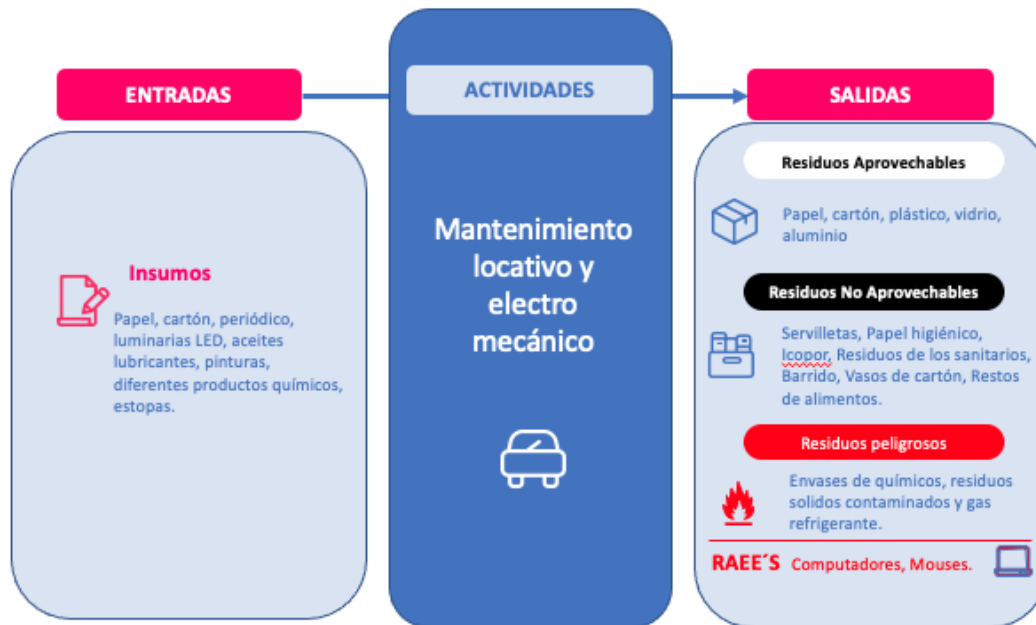 ENTRADAS
Insumos
Papel, cartón, periódico,
luminarias LED, aceites
lubricantes, pinturas,
diferentes productos químicos,
estopas.
ACTIVIDADES
Mantenimiento
locativo y
electro
mecánico
SALIDAS
Residuos Aprovechables
Papel, cartón, plástico, vidrio,
aluminio
Residuos No Aprovechables
Servilletas, Papel higiénico,
Icopor, Residuos de los sanitarios,
Barrido, Vasos de cartón, Restos
de alimentos.
Residuos peligrosos
Envases de químicos, residuos
solidos contaminados y gas
refrigerante.
RAEE´S Computadores, Mouses.